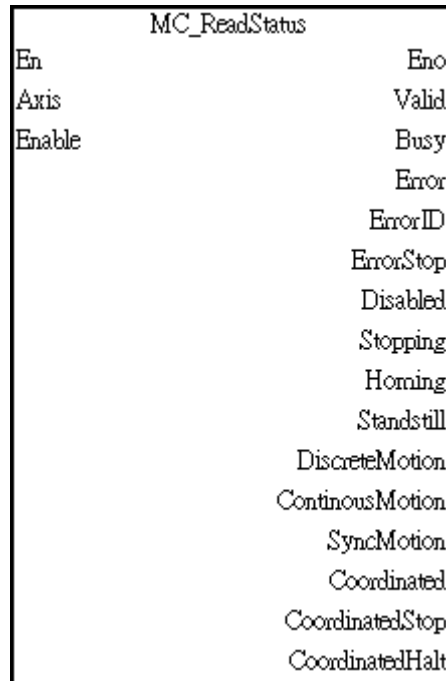 MC_ReadStatus
En Eno
Axis Valid
Enable Busy
Error
ErrorID
ErrorStop
Disabled
Stopping
Homing
Standstill
DiscreteMotion
ContinousMotion
SyncMotion
Coordinated
CoordinatedStop
CoordinatedHalt